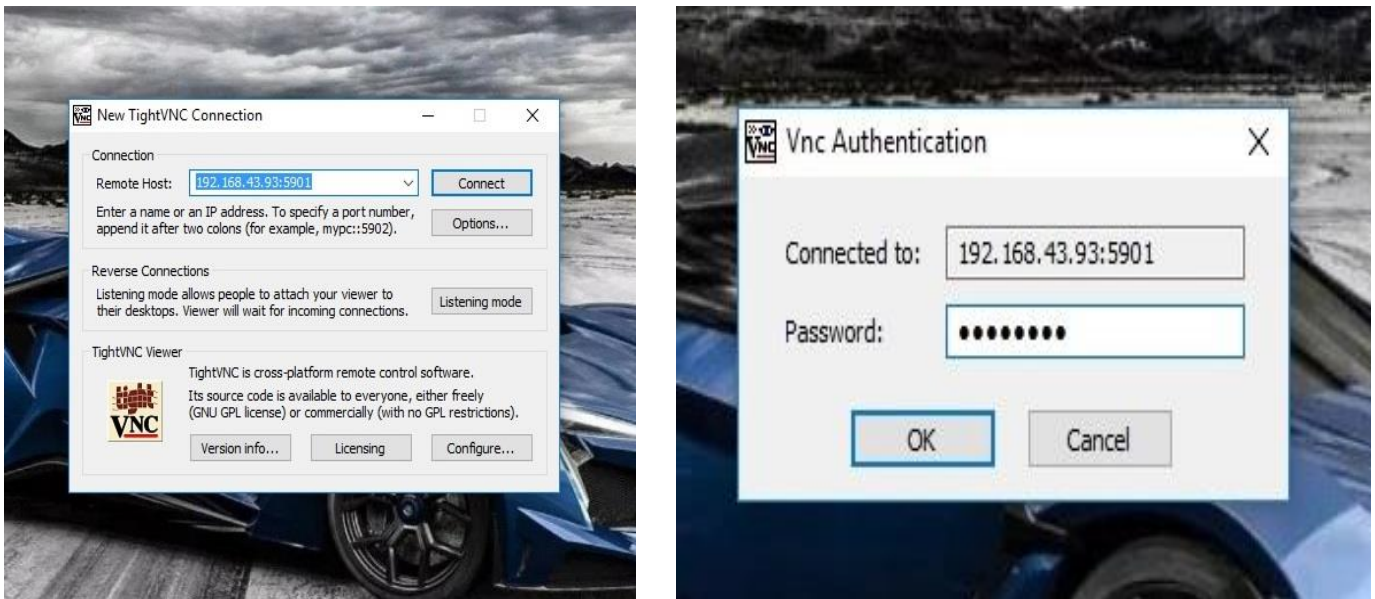 New TightVNC Connection
Connection
Remote Host: 192.168.43.93:5901 Connect
Enter a name or an IP address. To specify a port number,
append it after two colons (for example, mypc::5902).
Options...
Reverse Connections
Listening mode allows people to attach your viewer to
their desktops. Viewer will wait for incoming connections.
Listening mode
TightVNC Viewer
tight
VNC
TightVNC is cross-platform remote control software.
Its source code is available to everyone, either freely
(GNU GPL license) or commercially (with no GPL restrictions).
Version info... Licensing Configure...
VNC
Vnc Authentication
Connected to: 192.168.43.93:5901
Password: ••••••••
OK Cancel